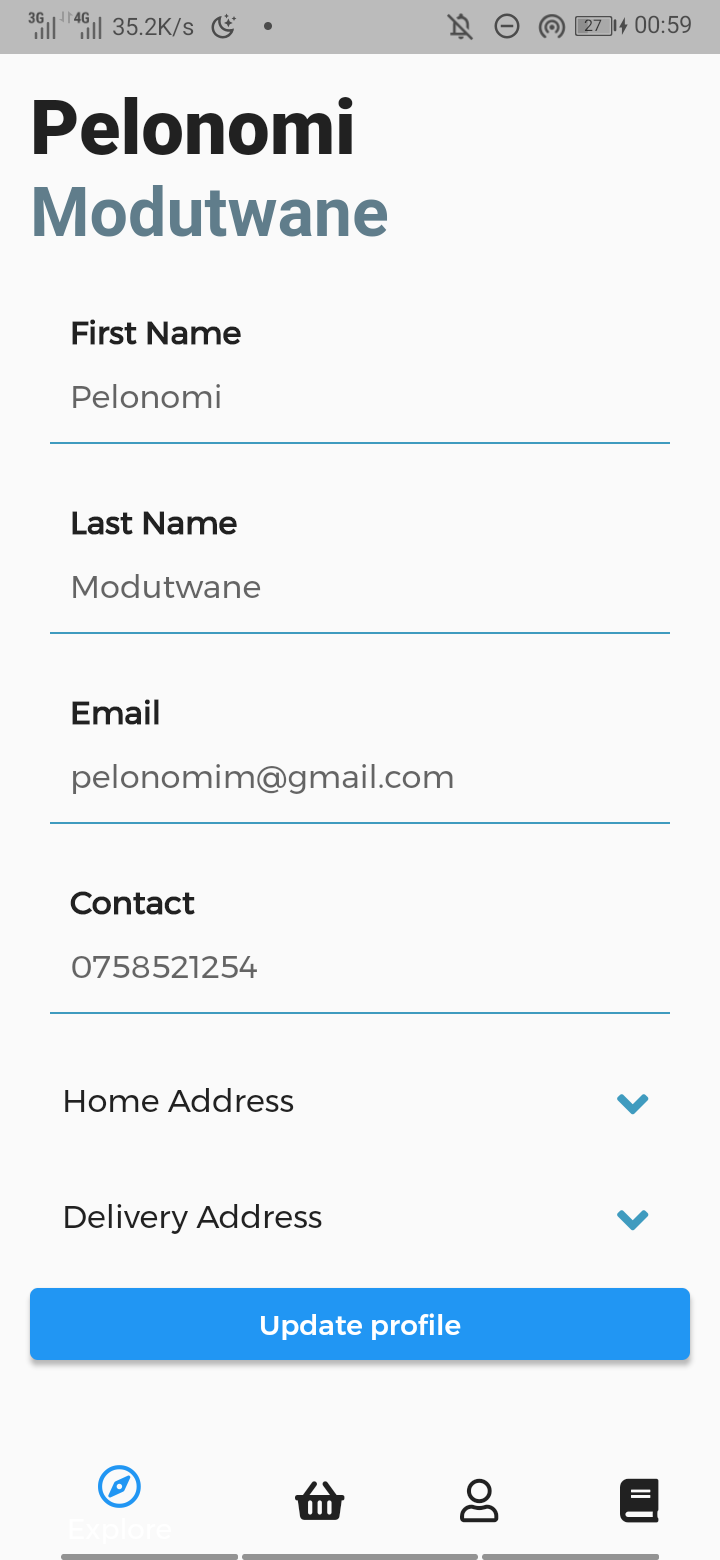 3G 4G 35.2K/s 27 00:59
Pelonomi
Modutwane
First Name
Pelonomi
Last Name
Modutwane
Email
pelonomim@gmail.com
Contact
0758521254
Home Address
Delivery Address
Update profile
Explore